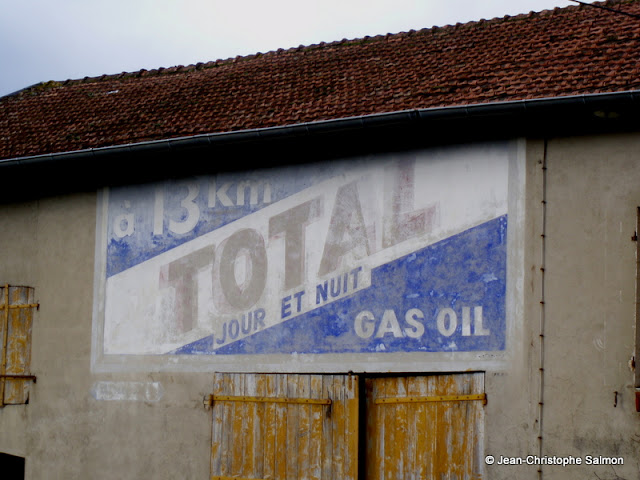 à 13 Km
TOTAL
JOUR ET NUIT
GAS OIL
© Jean-Christophe Salmon